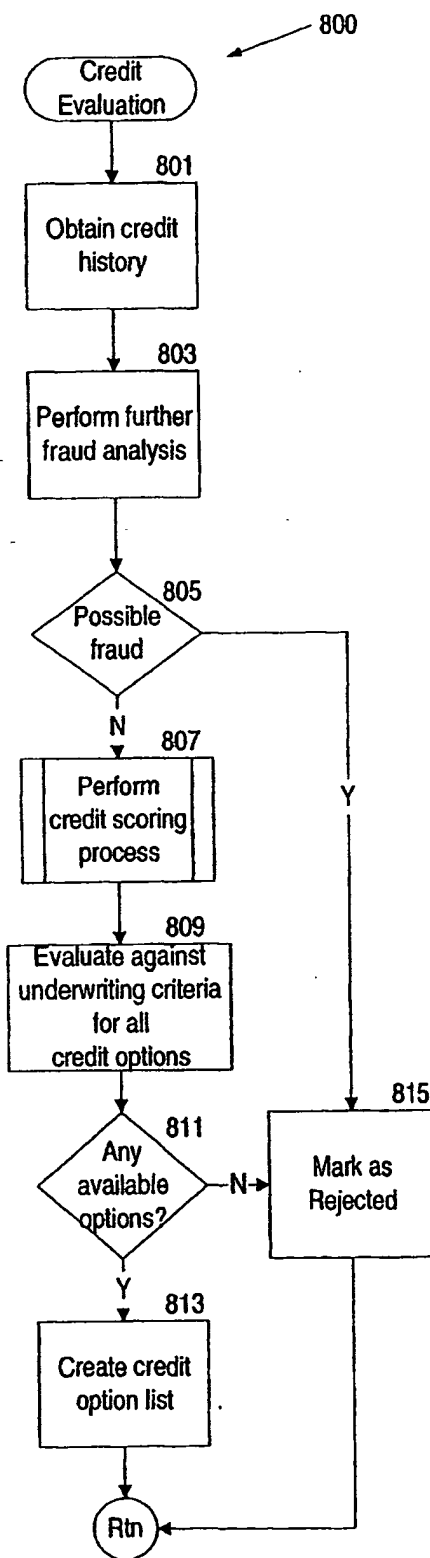 800
Credit
Evaluation
801
Obtain credit
history
803
Perform further
fraud analysis
805
Possible
fraud
N
Y
807
Perform
credit scoring
process
809
Evaluate against
underwriting criteria
for all
credit options
811
Any
available
options?
N
Y
815
Mark as
Rejected
813
Create credit
option list
Rtn